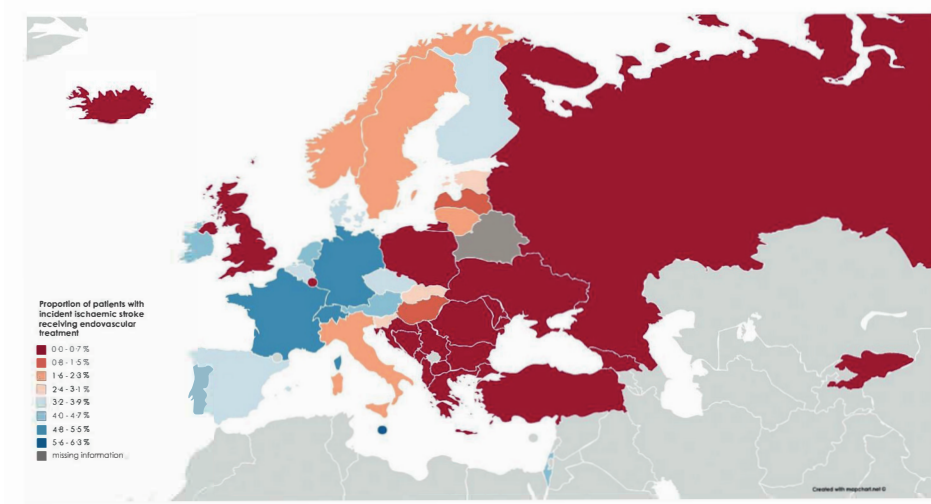 Proportion of patients with
incident ischaemic stroke
receiving endovascular
treatment
0·0 - 0·7 %
0·8 - 1·5 %
1·6 - 2·3 %
2·4 - 3·1 %
3·2 - 3·9 %
4·0 - 4·7 %
4·8 - 5·5 %
5·6 - 6·3 %
missing information
Created with mapchart.net ©